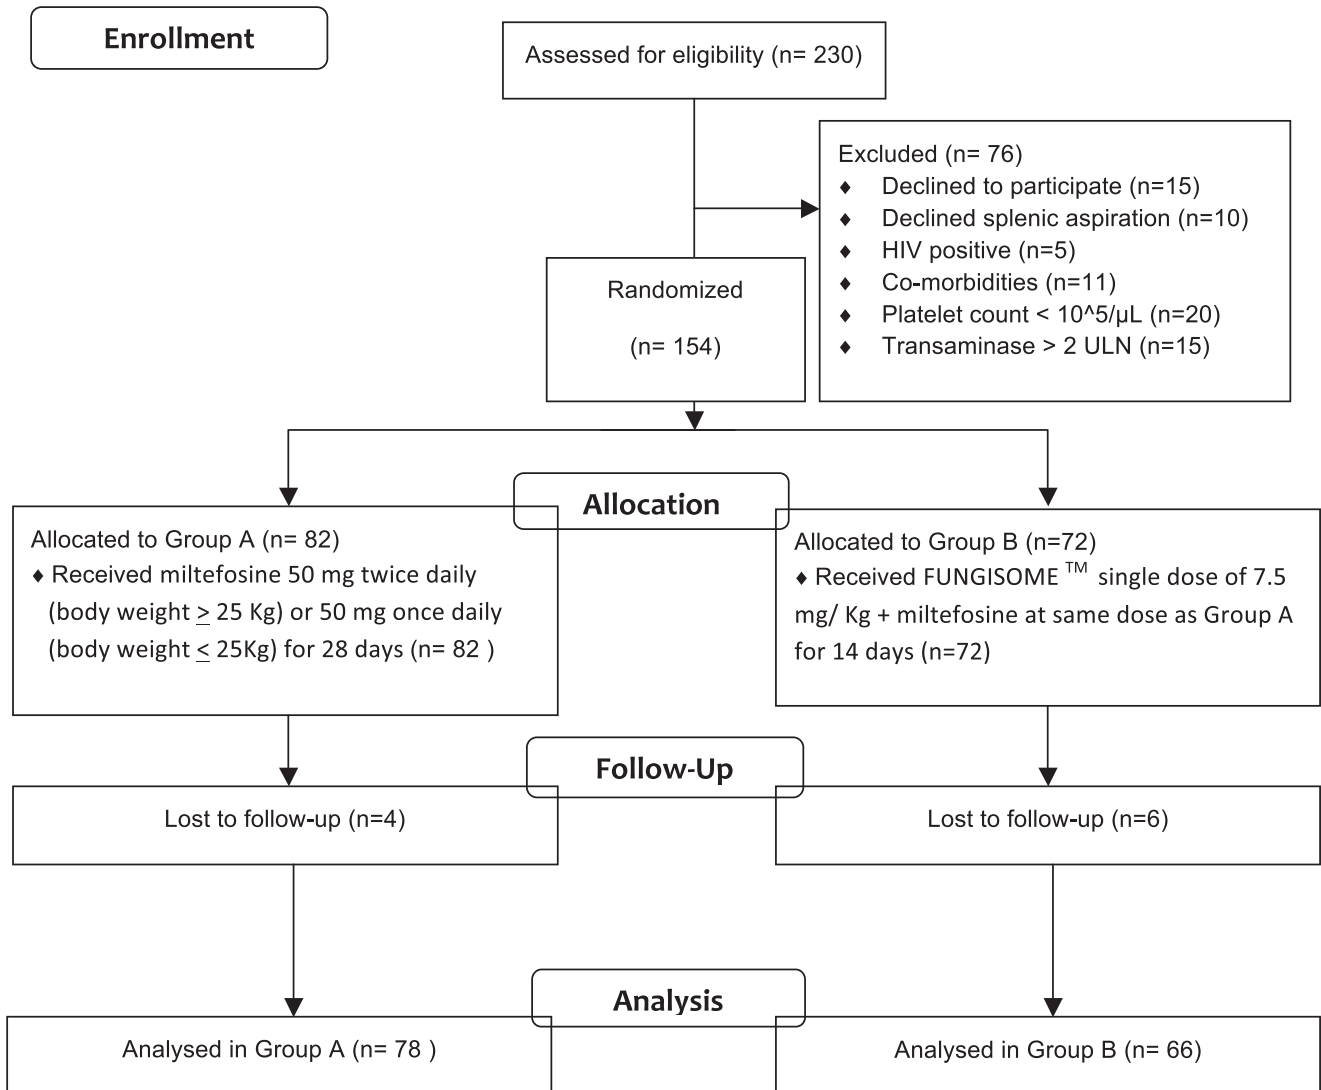 Enrollment
Assessed for eligibility (n= 230)
Excluded (n= 76)
♦ Declined to participate (n=15)
♦ Declined splenic aspiration (n=10)
♦ HIV positive (n=5)
♦ Co-morbidities (n=11)
♦ Platelet count < 10^5/µL (n=20)
♦ Transaminase > 2 ULN (n=15)
Randomized
(n= 154)
Allocation
Allocated to Group A (n= 82)
♦ Received miltefosine 50 mg twice daily
(body weight ≥ 25 Kg) or 50 mg once daily
(body weight ≤ 25Kg) for 28 days (n= 82 )
Allocated to Group B (n=72)
♦ Received FUNGISOME ™ single dose of 7.5
mg/ Kg + miltefosine at same dose as Group A
for 14 days (n=72)
Follow-Up
Lost to follow-up (n=4)
Lost to follow-up (n=6)
Analysis
Analysed in Group A (n= 78 )
Analysed in Group B (n= 66)